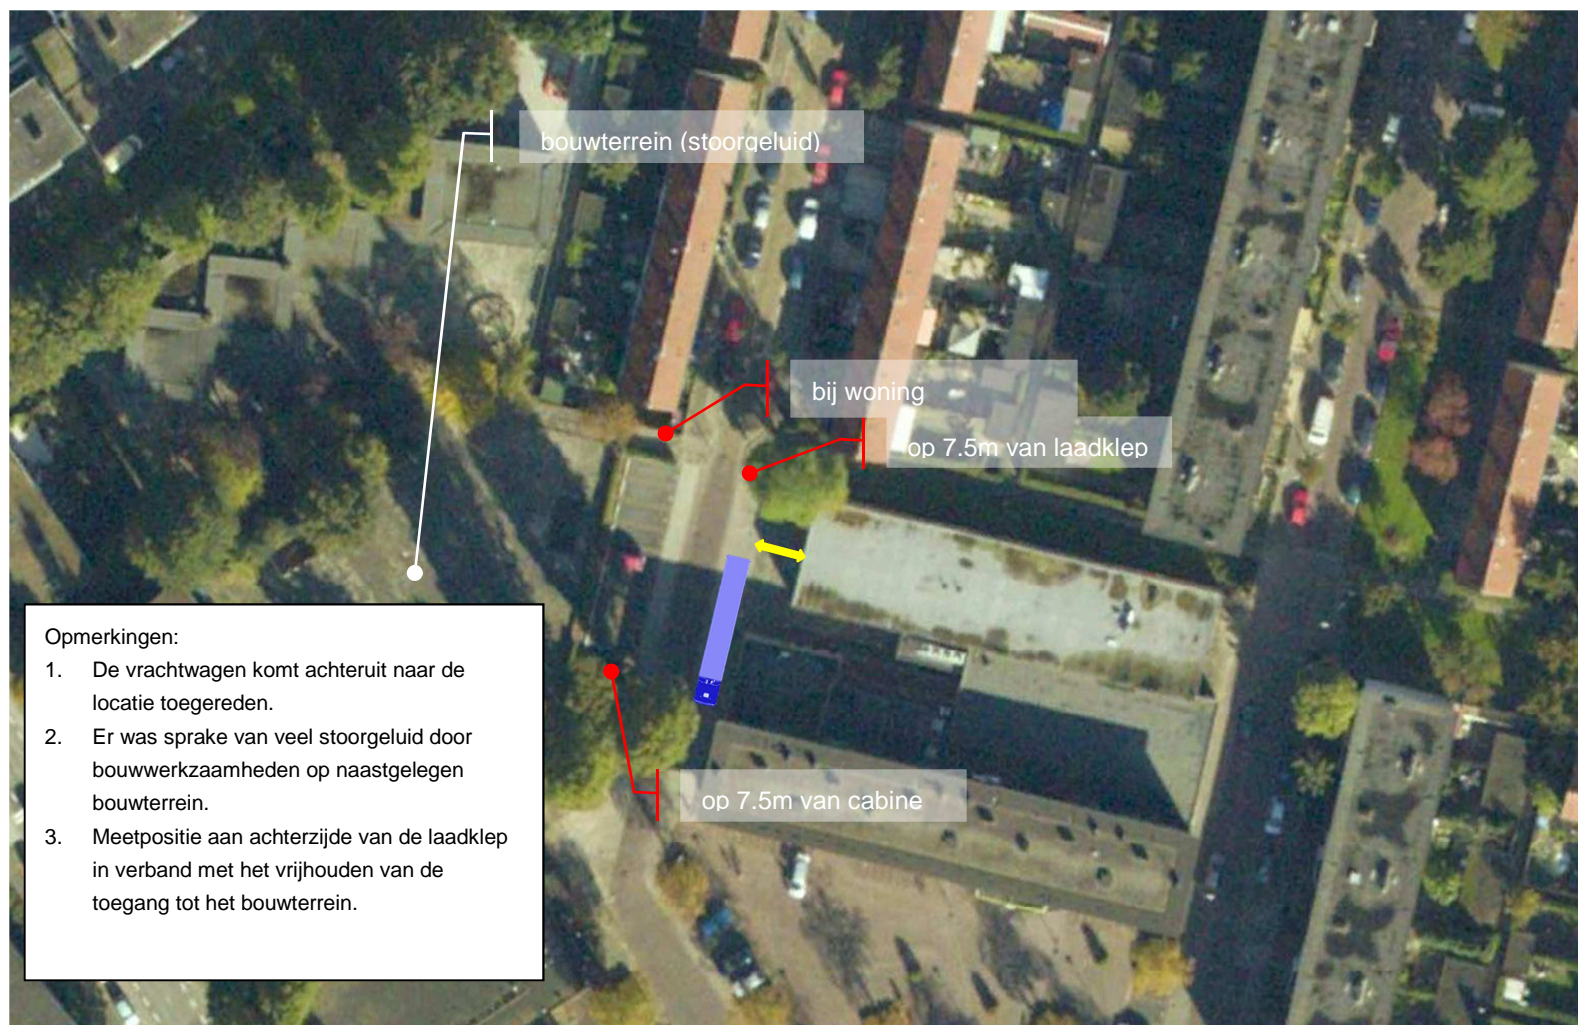 bouwterrein (stoorgeluid)
bij woning
op 7.5m van laadklep
op 7.5m van cabine
Opmerkingen:
1. De vrachtwagen komt achteruit naar de
locatie toegereden.
2. Er was sprake van veel stoorgeluid door
bouwwerkzaamheden op naastgelegen
bouwterrein.
3. Meetpositie aan achterzijde van de laadklep
in verband met het vrijhouden van de
toegang tot het bouwterrein.